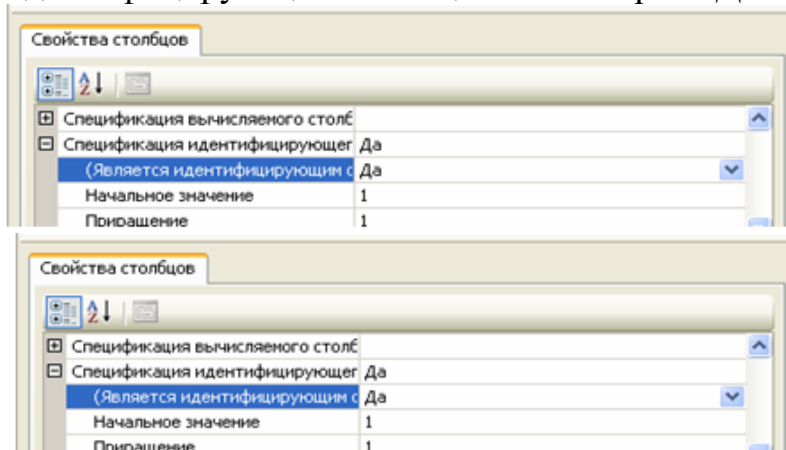 Свойства столбцов
Спецификация вычисляемого столб
Спецификация идентифицирующег Да
(Является идентифицирующим с Да
Начальное значение 1
Приращение 1
Свойства столбцов
Спецификация вычисляемого столб
Спецификация идентифицирующег Да
(Является идентифицирующим с Да
Начальное значение 1
Приращение 1